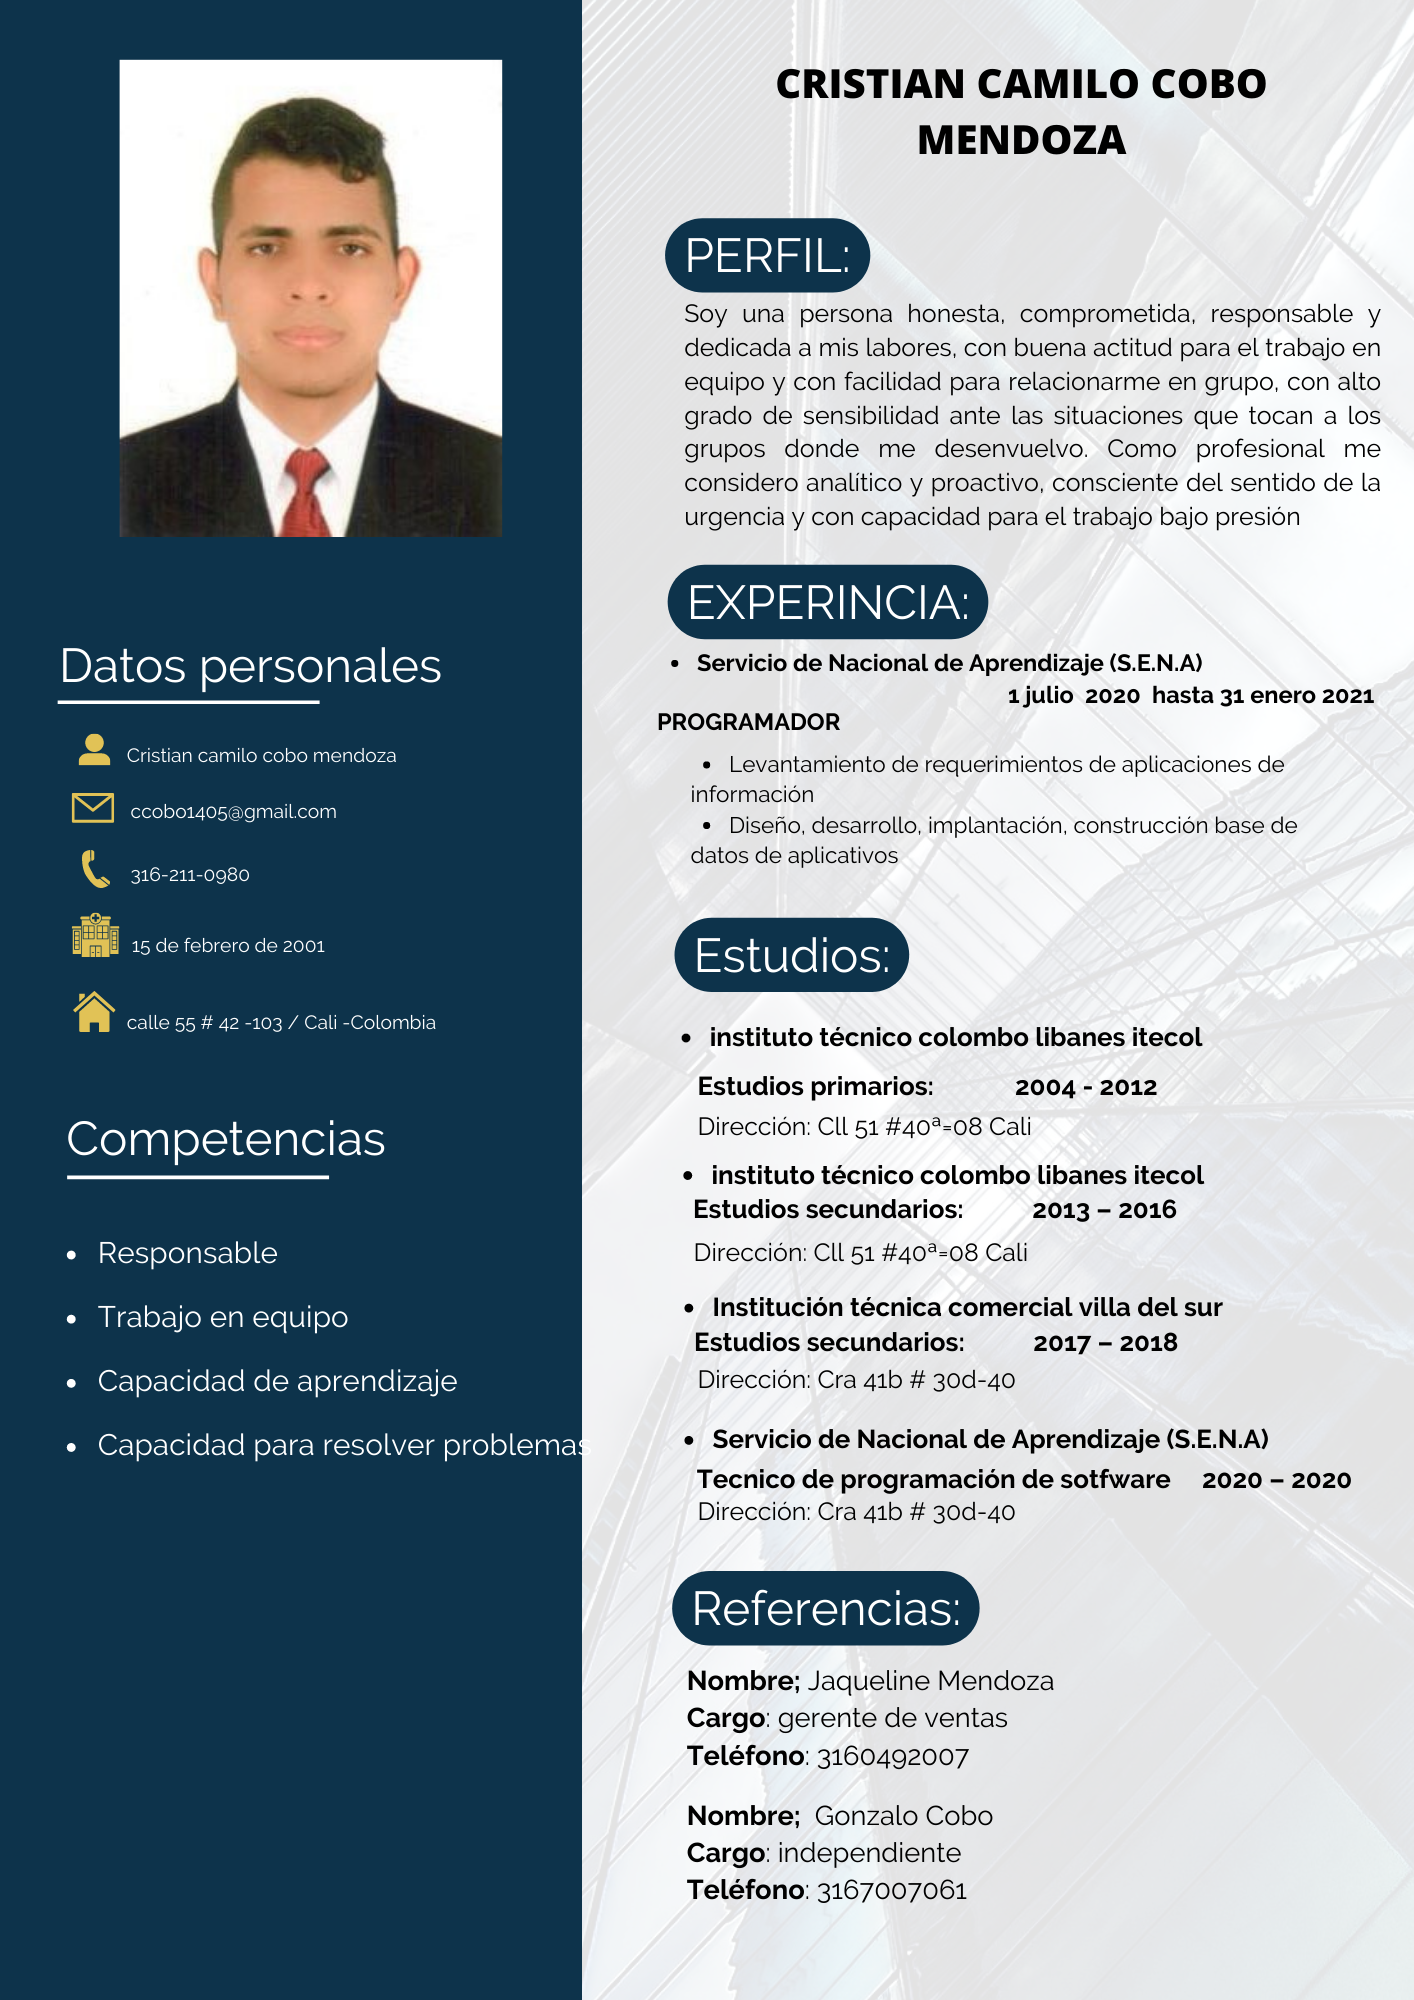 Datos personales
Cristian camilo cobo mendoza
ccobo1405@gmail.com
316-211-0980
15 de febrero de 2001
calle 55 # 42 -103 / Cali -Colombia
Competencias
• Responsable
• Trabajo en equipo
• Capacidad de aprendizaje
• Capacidad para resolver problemas
CRISTIAN CAMILO COBO
MENDOZA
PERFIL:
Soy una persona honesta, comprometida, responsable y
dedicada a mis labores, con buena actitud para el trabajo en
equipo y con facilidad para relacionarme en grupo, con alto
grado de sensibilidad ante las situaciones que tocan a los
grupos donde me desenvuelvo. Como profesional me
considero analítico y proactivo, consciente del sentido de la
urgencia y con capacidad para el trabajo bajo presión
EXPERINCIA:
• Servicio de Nacional de Aprendizaje (S.E.N.A)
1 julio 2020 hasta 31 enero 2021
PROGRAMADOR
• Levantamiento de requerimientos de aplicaciones de
información
• Diseño, desarrollo, implantación, construcción base de
datos de aplicativos
Estudios:
• instituto técnico colombo libanes itecol
Estudios primarios: 2004 - 2012
Dirección: Cll 51 #40ª=08 Cali
• instituto técnico colombo libanes itecol
Estudios secundarios: 2013 – 2016
Dirección: Cll 51 #40ª=08 Cali
• Institución técnica comercial villa del sur
Estudios secundarios: 2017 – 2018
Dirección: Cra 41b # 30d-40
• Servicio de Nacional de Aprendizaje (S.E.N.A)
Tecnico de programación de sotfware 2020 – 2020
Dirección: Cra 41b # 30d-40
Referencias:
Nombre; Jaqueline Mendoza
Cargo: gerente de ventas
Teléfono: 3160492007
Nombre; Gonzalo Cobo
Cargo: independiente
Teléfono: 3167007061